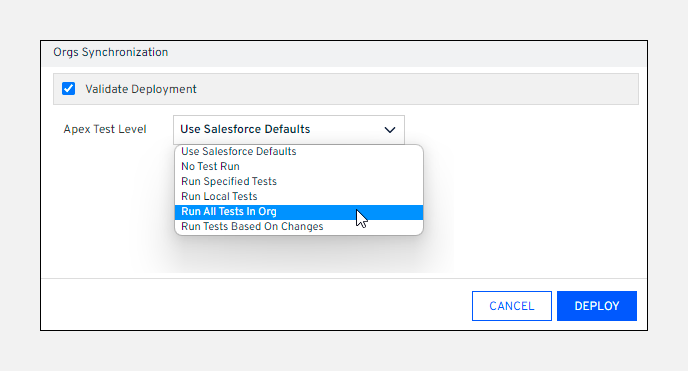 Orgs Synchronization
Validate Deployment
Apex Test Level
Use Salesforce Defaults
Use Salesforce Defaults
No Test Run
Run Specified Tests
Run Local Tests
Run All Tests In Org
Run Tests Based On Changes
CANCEL
DEPLOY